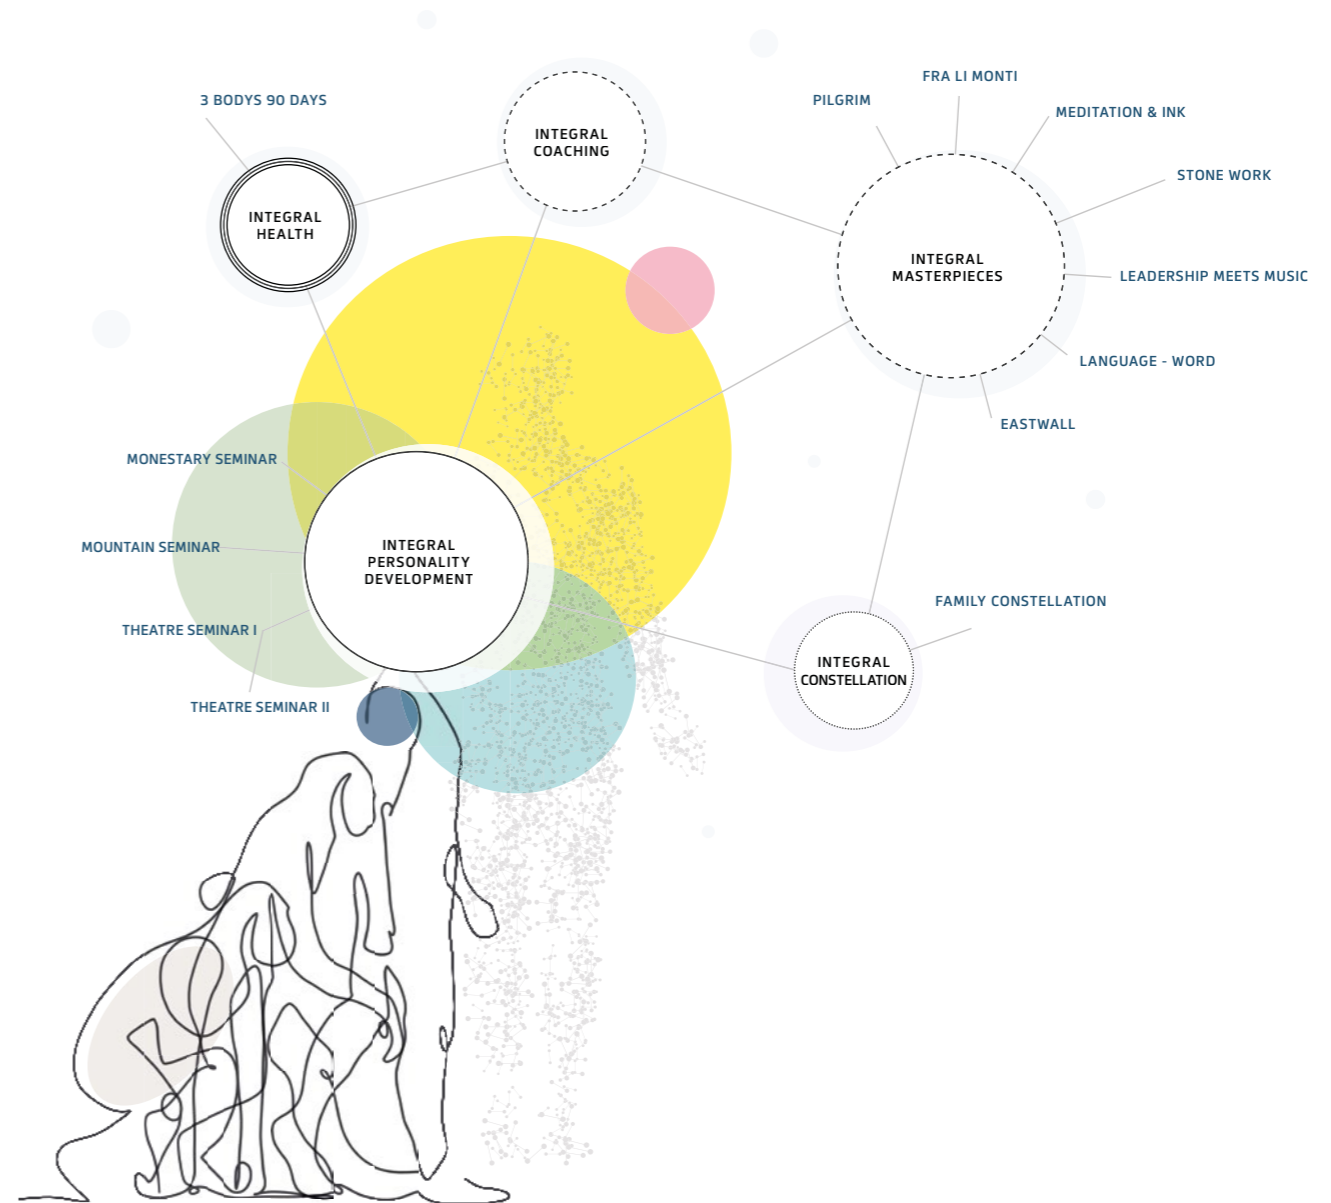 FRA LI MONTI
PILGRIM
3 BODYS 90 DAYS
MEDITATION & INK
INTEGRAL
COACHING
STONE WORK
INTEGRAL
HEALTH
INTEGRAL
MASTERPIECES
LEADERSHIP MEETS MUSIC
LANGUAGE - WORD
EASTWALL
MONESTARY SEMINAR
MOUNTAIN SEMINAR
INTEGRAL
PERSONALITY
DEVELOPMENT
THEATRE SEMINAR I
THEATRE SEMINAR II
FAMILY CONSTELLATION
INTEGRAL
CONSTELLATION